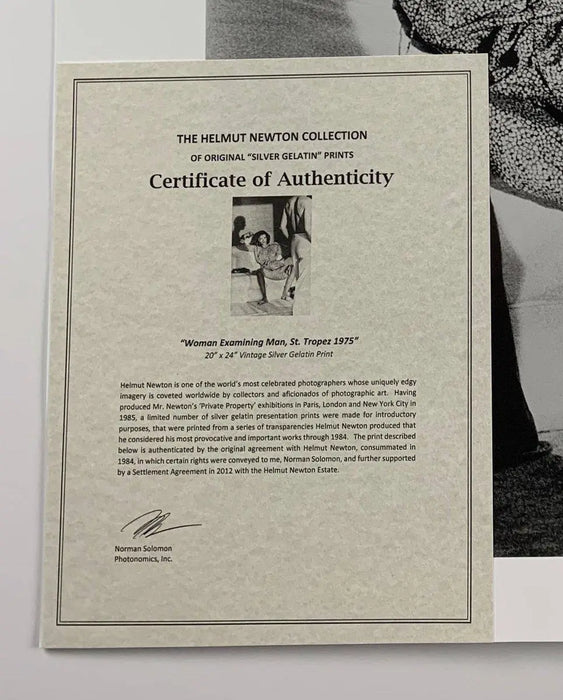 THE HELMUT NEWTON COLLECTION
OF ORIGINAL "SILVER GELATIN" PRINTS
Certificate of Authenticity
"Woman Examining Man, St. Tropez 1975"
20" x 24" Vintage Silver Gelatin Print
Helmut Newton is one of the world's most celebrated photographers whose uniquely edgy
imagery is coveted worldwide by collectors and aficionados of photographic art. Having
produced Mr. Newton's 'Private Property' exhibitions in Paris, London and New York City in
1985, a limited number of silver gelatin presentation prints were made for introductory
purposes, that were printed from a series of transparencies Helmut Newton produced that
he considered his most provocative and important works through 1984. The print described
below is authenticated by the original agreement with Helmut Newton, consummated in
1984, in which certain rights were conveyed to me, Norman Solomon, and further supported
by a Settlement Agreement in 2012 with the Helmut Newton Estate.
Norman Solomon
Photonomics, Inc.